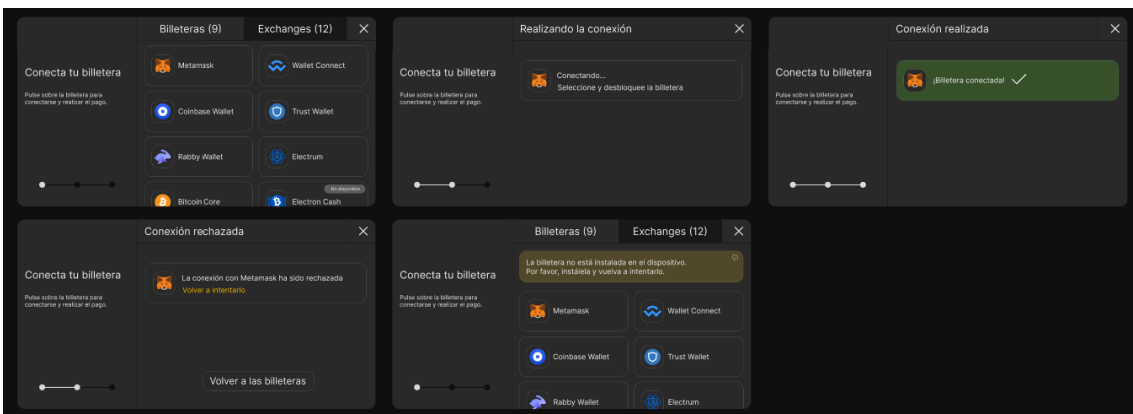 Billeteras (9)
Exchanges (12)
Conecta tu billetera
Pulse sobre la billetera para
conectarse y realizar el pago.
Metamask
Wallet Connect
Coinbase Wallet
Trust Wallet
Rabby Wallet
Electrum
No disponible
Bitcoin Core
Electron Cash
Realizando la conexión
Conecta tu billetera
Pulse sobre la billetera para
conectarse y realizar el pago.
Conectando...
Seleccione y desbloquee la billetera
Conexión realizada
Conecta tu billetera
Pulse sobre la billetera para
conectarse y realizar el pago.
¡Billetera conectada!
Conexión rechazada
Conecta tu billetera
Pulse sobre la billetera para
conectarse y realizar el pago.
La conexión con Metamask ha sido rechazada
Volver a intentarlo
Volver a las billeteras
Billeteras (9)
Exchanges (12)
Conecta tu billetera
Pulse sobre la billetera para
conectarse y realizar el pago.
La billetera no está instalada en el dispositivo.
Por favor, instálela y vuelva a intentarlo.
Metamask
Wallet Connect
Coinbase Wallet
Trust Wallet
Rabby Wallet
Electrum